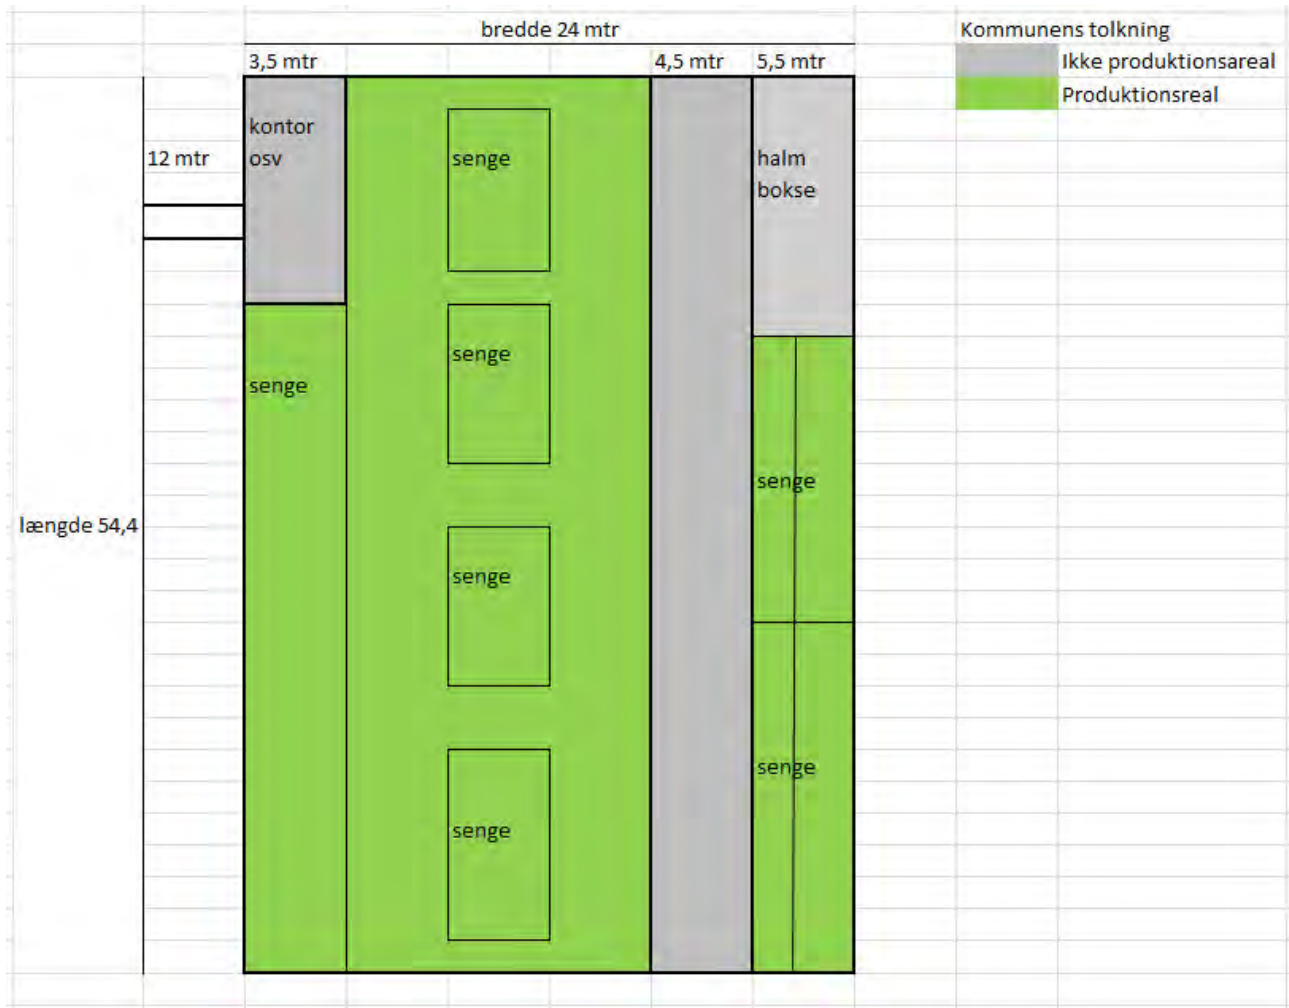 bredde 24 mtr
Kommunens tolkning
3,5 mtr
4,5 mtr
5,5 mtr
Ikke produktionsareal
Produktionsreal
kontor
osv
12 mtr
senge
halm
bokse
senge
senge
senge
længde 54,4
senge
senge
senge